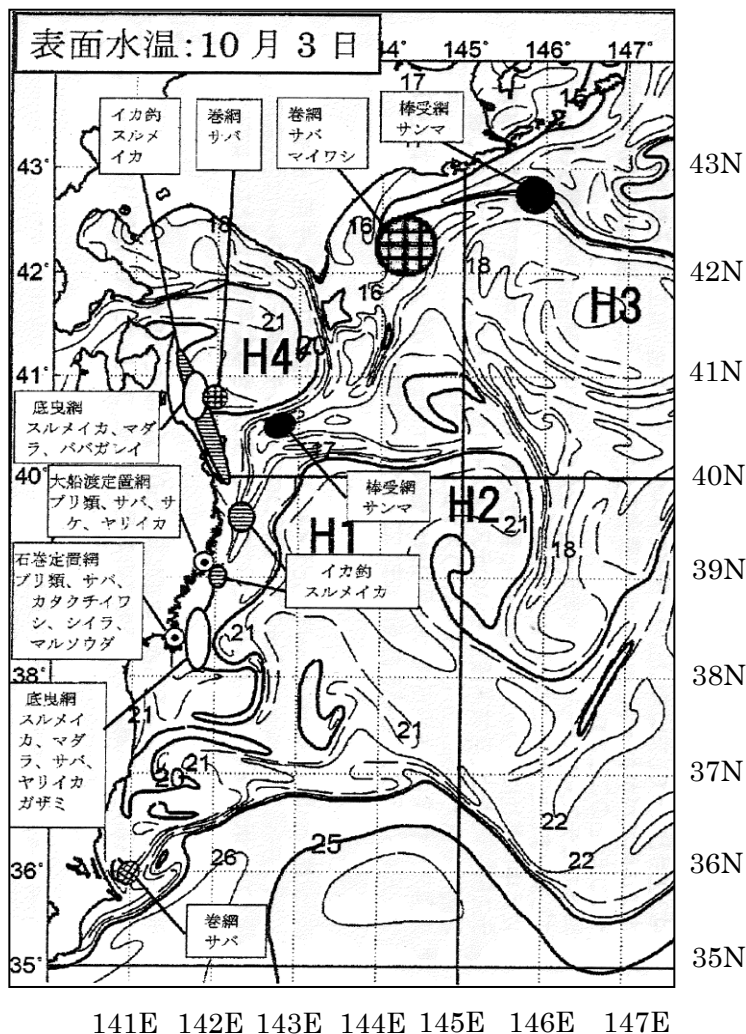 表面水温:10月3日
44°
145°
146°
147°
17
15
イカ釣
スルメ
イカ
巻網
サバ
巻網
サバ
マイワシ
棒受網
サンマ
43°
43N
18
16
42°
42N
18
16
21
H3
H4
20
41°
41N
底曳網
スルメイカ、マダ
ラ、ババガレイ
17
40°
40N
大船渡定置網
ブリ類、サバ、サ
ケ、ヤリイカ
棒受網
サンマ
H1
H2
21
18
39N
イカ釣
スルメイカ
石巻定置網
ブリ類、サバ、
カタクチイワ
シ、シイラ、
マルソウダ
21
38°
38N
底曳網
スルメイ
カ、マダ
ラ、サバ、
ヤリイカ
ガザミ
21
21
21
20
37N
22
36°
26
25
22
36N
巻網
サバ
35°
35N
141E 142E 143E 144E 145E 146E 147E